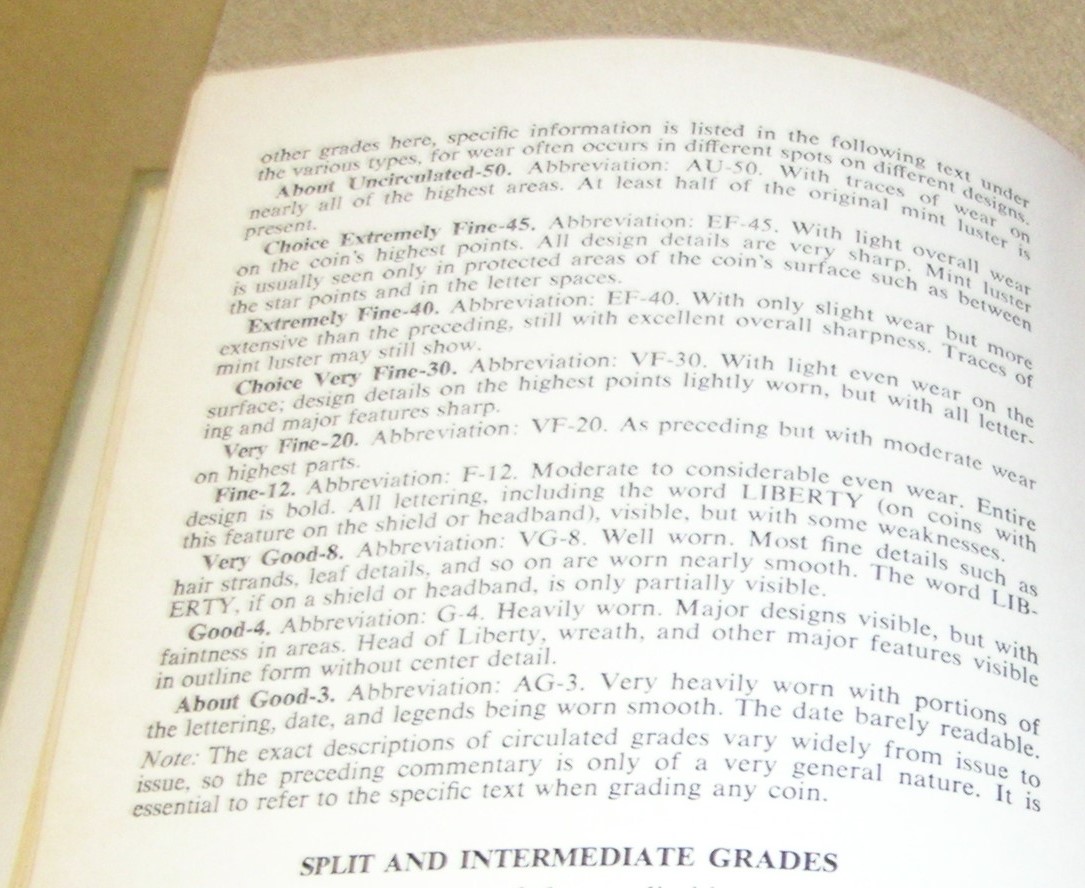 other grades here, specific information is listed in the following text under
the various types, for wear often occurs in different spots on different designs.
About Uncirculated-50. Abbreviation: AU-50. With traces of wear on
nearly all of the highest areas. At least half of the original mint luster is
present.
Choice Extremely Fine-45. Abbreviation: EF-45. With light overall wear
on the coin's highest points. All design details are very sharp. Mint luster
is usually seen only in protected areas of the coin's surface such as between
the star points and in the letter spaces.
Extremely Fine-40. Abbreviation: EF-40. With only slight wear but more
extensive than the preceding, still with excellent overall sharpness. Traces of
mint luster may still show.
Choice Very Fine-30. Abbreviation: VF-30. With light even wear on the
surface; design details on the highest points lightly worn, but with all letter-
ing and major features sharp.
Very Fine-20. Abbreviation: VF-20. As preceding but with moderate wear
on highest parts.
Fine-12. Abbreviation: F-12. Moderate to considerable even wear. Entire
design is bold. All lettering, including the word LIBERTY (on coins with
this feature on the shield or headband), visible, but with some weaknesses.
Very Good-8. Abbreviation: VG-8. Well worn. Most fine details such as
hair strands, leaf details, and so on are worn nearly smooth. The word LIB-
ERTY, if on a shield or headband, is only partially visible.
Good-4. Abbreviation: G-4. Heavily worn. Major designs visible, but with
faintness in areas. Head of Liberty, wreath, and other major features visible
in outline form without center detail.
About Good-3. Abbreviation: AG-3. Very heavily worn with portions of
the lettering, date, and legends being worn smooth. The date barely readable.
Note: The exact descriptions of circulated grades vary widely from issue to
issue, so the preceding commentary is only of a very general nature. It is
essential to refer to the specific text when grading any coin.
SPLIT AND INTERMEDIATE GRADES